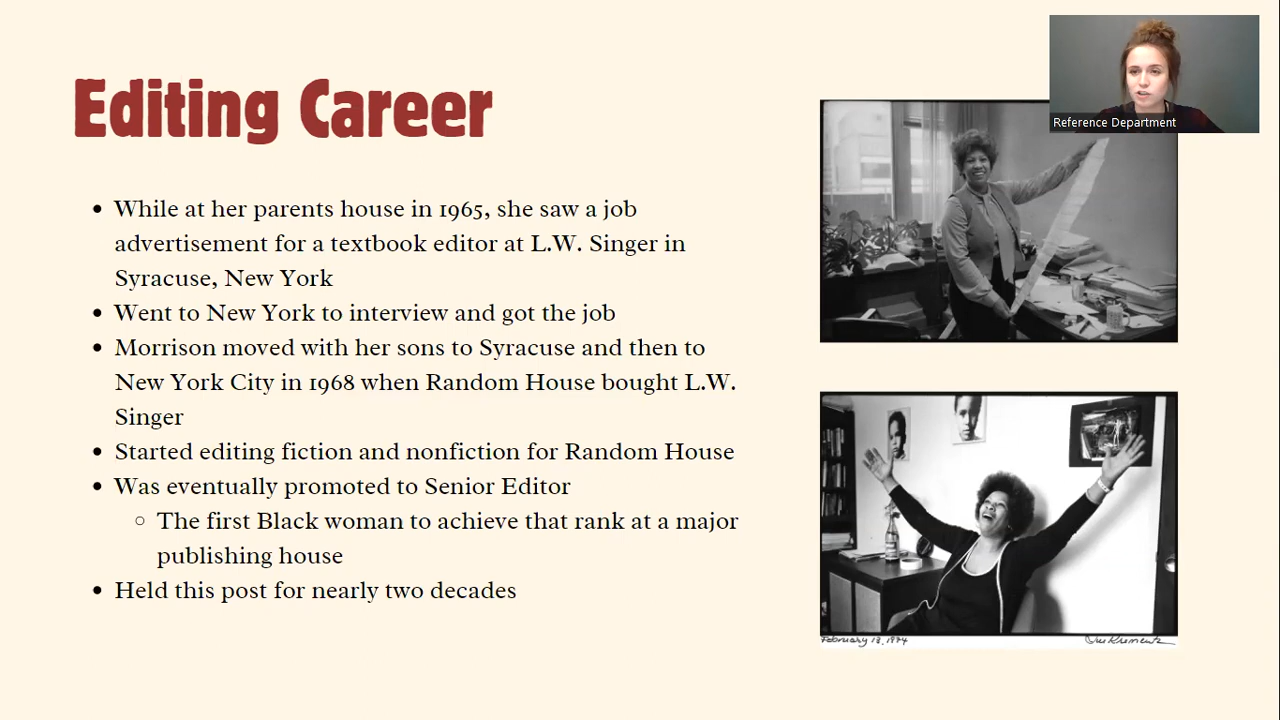 Editing Career
Reference Department
While at her parents house in 1965, she saw a job
advertisement for a textbook editor at L.W. Singer in
Syracuse, New York
Went to New York to interview and got the job
Morrison moved with her sons to Syracuse and then to
New York City in 1968 when Random House bought L.W.
Singer
Started editing fiction and nonfiction for Random House
Was eventually promoted to Senior Editor
The first Black woman to achieve that rank at a major
publishing house
Held this post for nearly two decades
February 13, 1974
Jill Krementz